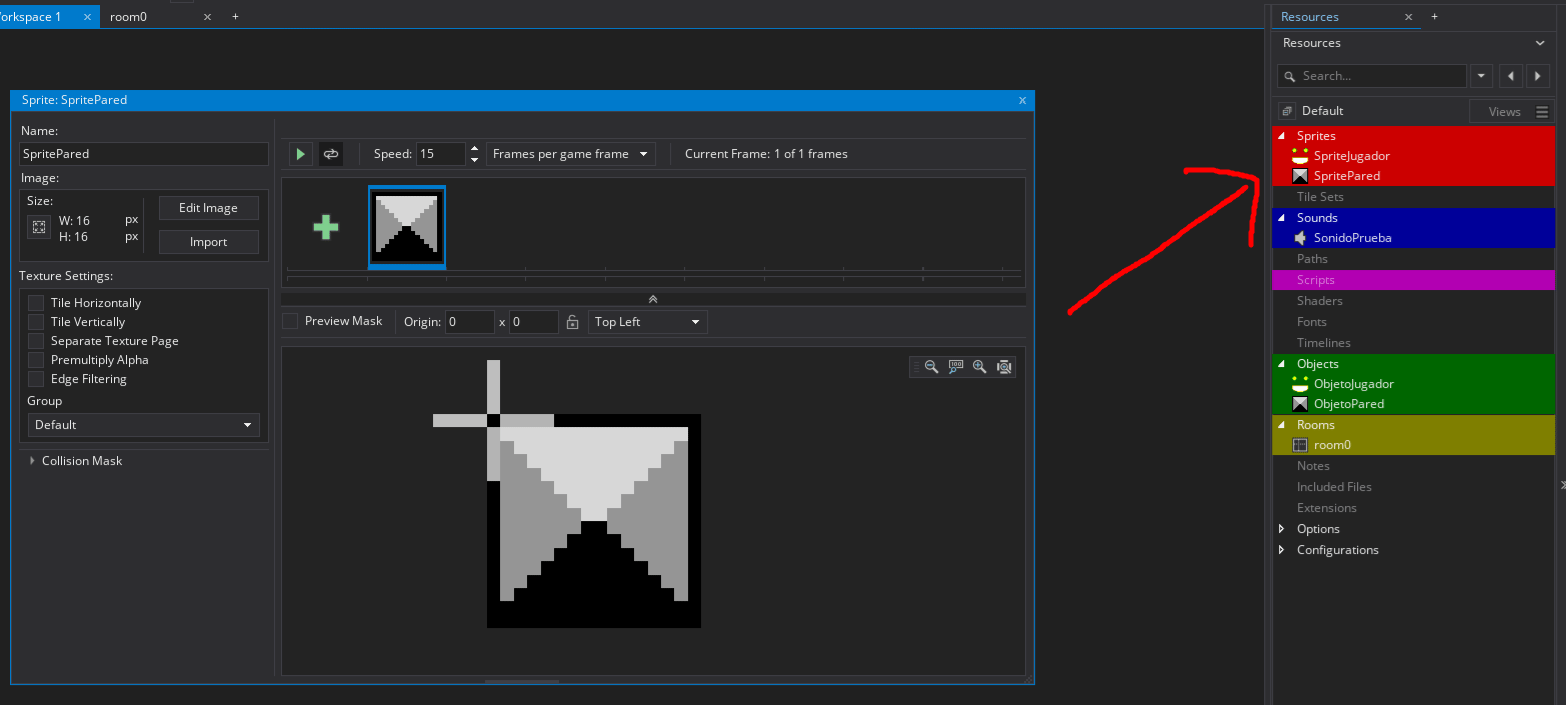 orkspace 1
room0
Resources
Resources
Search...
Default
Views
Sprites
SpriteJugador
SpritePared
Tile Sets
Sounds
SonidoPrueba
Paths
Scripts
Shaders
Fonts
Timelines
Objects
ObjetoJugador
ObjetoPared
Rooms
room0
Notes
Included Files
Extensions
Options
Configurations
Sprite: SpritePared
Name:
SpritePared
Image:
Size:
W: 16 px
H: 16 px
Edit Image
Import
Texture Settings:
Tile Horizontally
Tile Vertically
Separate Texture Page
Premultiply Alpha
Edge Filtering
Group
Default
Collision Mask
Speed: 15 Frames per game frame Current Frame: 1 of 1 frames
Preview Mask Origin: 0 x 0 Top Left